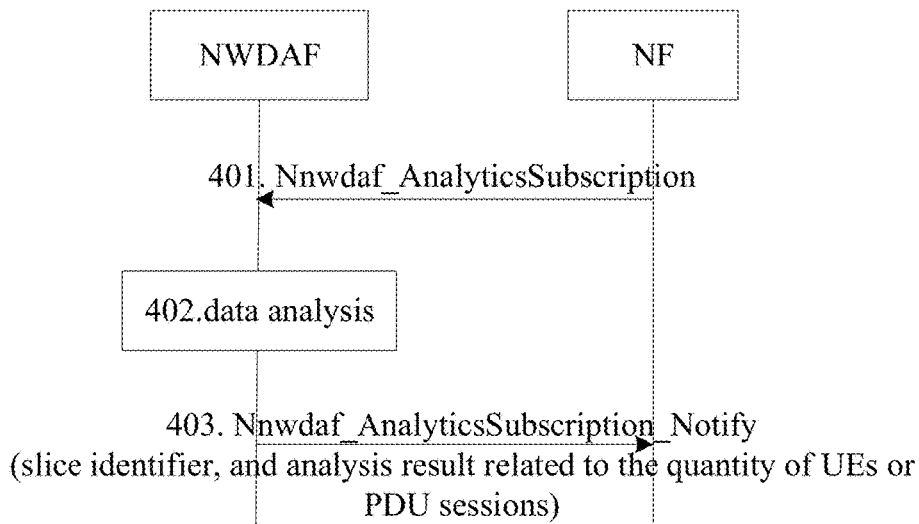 NWDAF
NF
401. Nnwdaf_AnalyticsSubscription
402.data analysis
403. Nnwdaf_AnalyticsSubscription_Notify
(slice identifier, and analysis result related to the quantity of UEs or
PDU sessions)